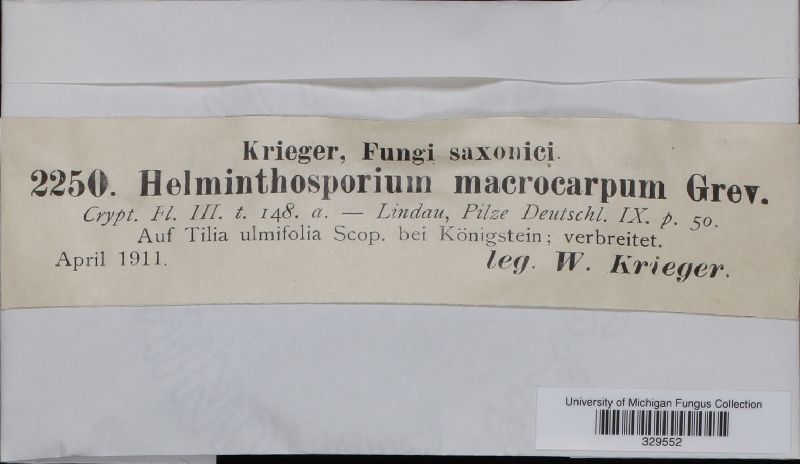 Krieger, Fungi saxonici.
2250. Helminthosporium macrocarpum Grev.
Crypt. Fl. III. t. 148. a. — Lindau, Pilze Deutschl. IX. p. 50.
Auf Tilia ulmifolia Scop. bei Königstein; verbreitet.
April 1911. leg. W. Krieger.
University of Michigan Fungus Collection
329552